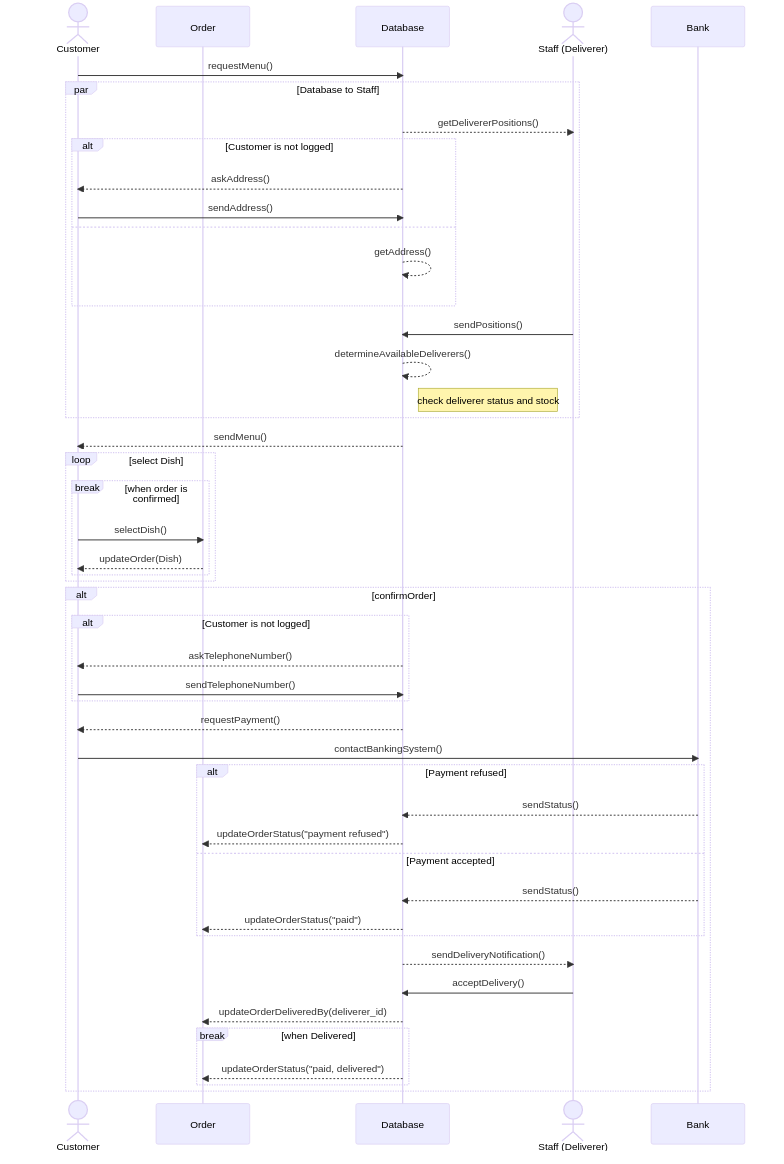 Customer
Order
Database
Staff (Deliverer)
Bank
requestMenu()
par
[Database to Staff]
getDelivererPositions()
alt
[Customer is not logged]
askAddress()
sendAddress()
getAddress()
sendPositions()
determineAvailableDeliverers()
check deliverer status and stock
sendMenu()
loop
[select Dish]
break
[when order is
confirmed]
selectDish()
updateOrder(Dish)
alt
[confirmOrder]
alt
[Customer is not logged]
askTelephoneNumber()
sendTelephoneNumber()
requestPayment()
contactBankingSystem()
alt
[Payment refused]
sendStatus()
updateOrderStatus("payment refused")
[Payment accepted]
sendStatus()
updateOrderStatus("paid")
sendDeliveryNotification()
acceptDelivery()
updateOrderDeliveredBy(deliverer_id)
break
[when Delivered]
updateOrderStatus("paid, delivered")
Customer
Order
Database
Staff (Deliverer)
Bank